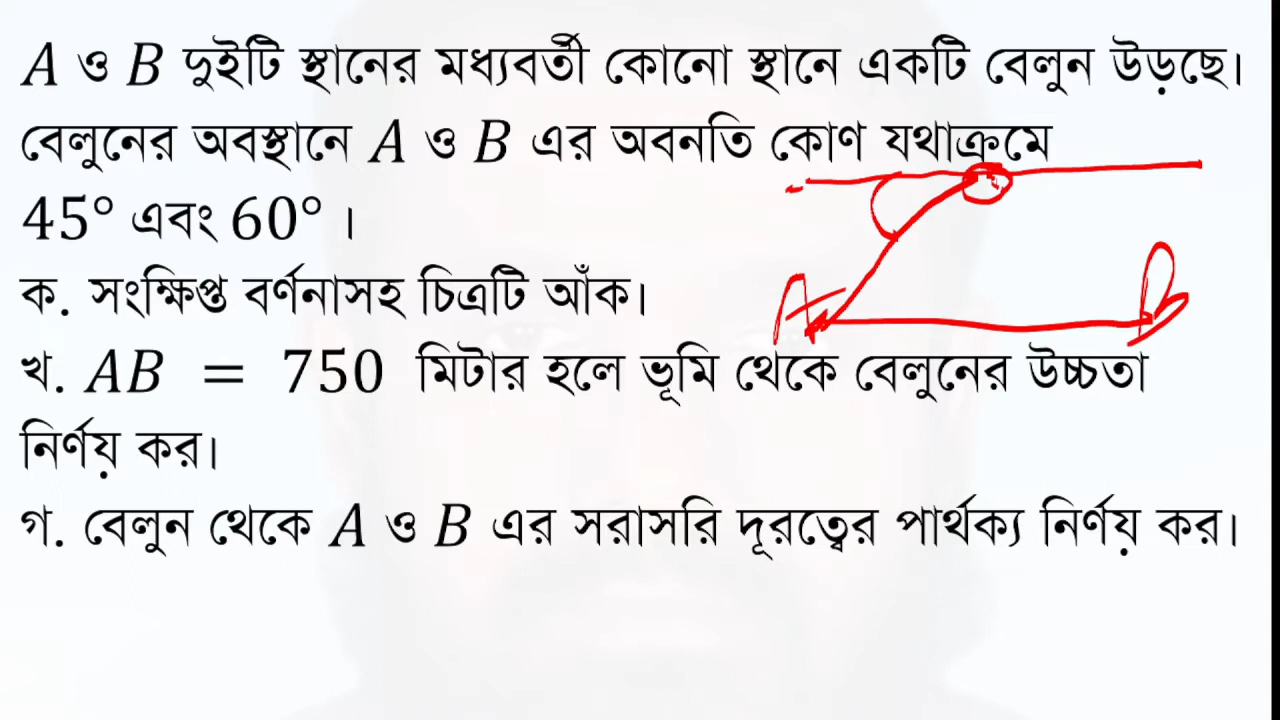 A ও B দুইটি স্থানের মধ্যবর্তী কোনো স্থানে একটি বেলুন উড়ছে।
বেলুনের অবস্থানে A ও B এর অবনতি কোণ যথাক্রমে
45° এবং 60° ।
ক. সংক্ষিপ্ত বর্ণনাসহ চিত্রটি আঁক।
A B
খ. AB = 750 মিটার হলে ভূমি থেকে বেলুনের উচ্চতা
নির্ণয় কর।
গ. বেলুন থেকে A ও B এর সরাসরি দূরত্বের পার্থক্য নির্ণয় কর।